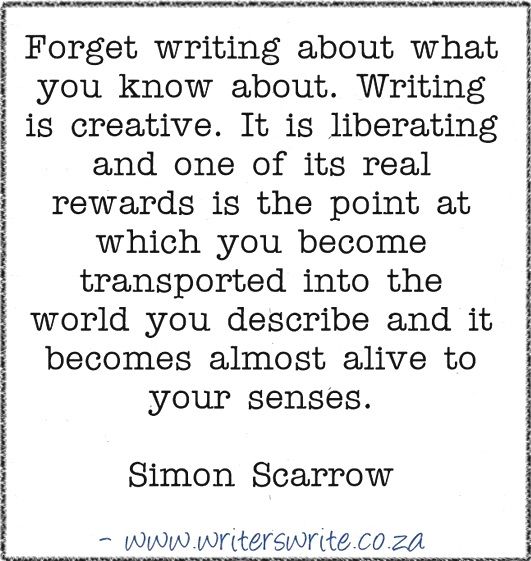 Forget writing about what
you know about. Writing
is creative. It is liberating
and one of its real
rewards is the point at
which you become
transported into the
world you describe and it
becomes almost alive to
your senses.
Simon Scarrow
- www.writerswrite.co.za